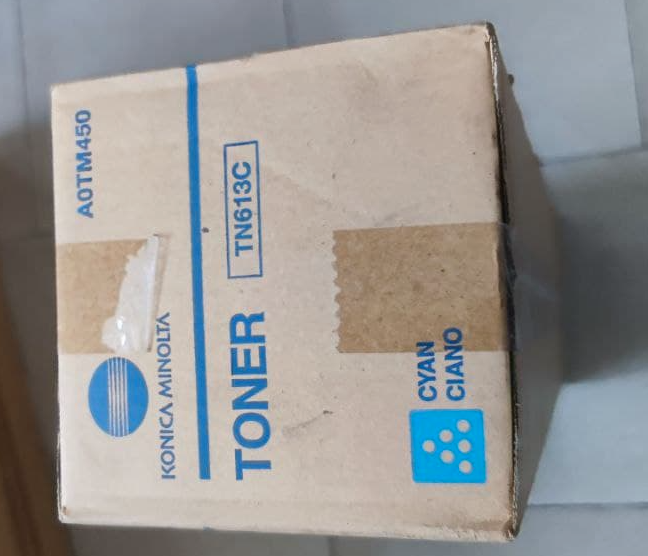 KONICA MINOLTA
A0TM450
TONER
TN613C
CYAN
CIANO